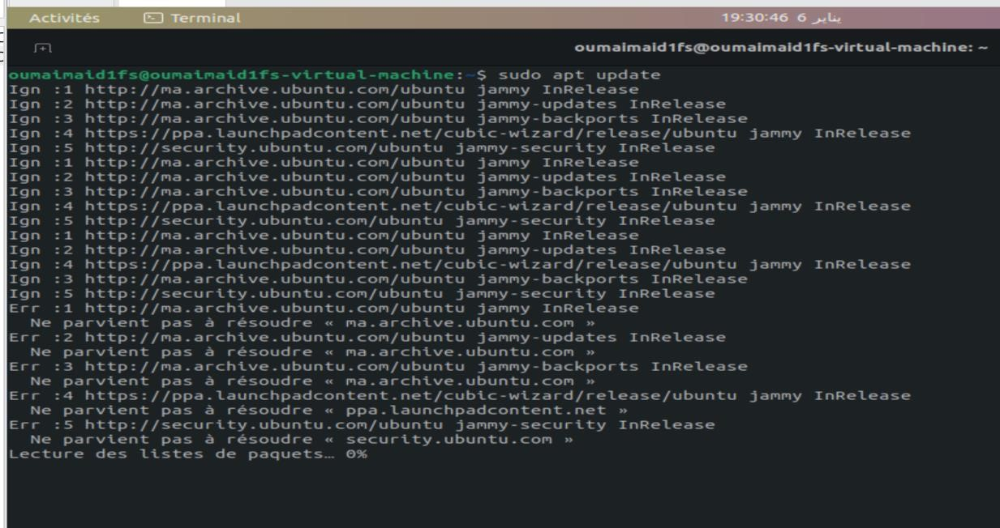 Activités Terminal 19:30:46 6 يناير
oumaimaid1fs@oumaimaid1fs-virtual-machine: ~
oumaimaid1fs@oumaimaid1fs-virtual-machine:~$ sudo apt update
Ign :1 http://ma.archive.ubuntu.com/ubuntu jammy InRelease
Ign :2 http://ma.archive.ubuntu.com/ubuntu jammy-updates InRelease
Ign :3 http://ma.archive.ubuntu.com/ubuntu jammy-backports InRelease
Ign :4 https://ppa.launchpadcontent.net/cubic-wizard/release/ubuntu jammy InRelease
Ign :5 http://security.ubuntu.com/ubuntu jammy-security InRelease
Ign :1 http://ma.archive.ubuntu.com/ubuntu jammy InRelease
Ign :2 http://ma.archive.ubuntu.com/ubuntu jammy-updates InRelease
Ign :3 http://ma.archive.ubuntu.com/ubuntu jammy-backports InRelease
Ign :4 https://ppa.launchpadcontent.net/cubic-wizard/release/ubuntu jammy InRelease
Ign :5 http://security.ubuntu.com/ubuntu jammy-security InRelease
Ign :1 http://ma.archive.ubuntu.com/ubuntu jammy InRelease
Ign :2 http://ma.archive.ubuntu.com/ubuntu jammy-updates InRelease
Ign :4 https://ppa.launchpadcontent.net/cubic-wizard/release/ubuntu jammy InRelease
Ign :3 http://ma.archive.ubuntu.com/ubuntu jammy-backports InRelease
Ign :5 http://security.ubuntu.com/ubuntu jammy-security InRelease
Err :1 http://ma.archive.ubuntu.com/ubuntu jammy InRelease
  Ne parvient pas à résoudre « ma.archive.ubuntu.com »
Err :2 http://ma.archive.ubuntu.com/ubuntu jammy-updates InRelease
  Ne parvient pas à résoudre « ma.archive.ubuntu.com »
Err :3 http://ma.archive.ubuntu.com/ubuntu jammy-backports InRelease
  Ne parvient pas à résoudre « ma.archive.ubuntu.com »
Err :4 https://ppa.launchpadcontent.net/cubic-wizard/release/ubuntu jammy InRelease
  Ne parvient pas à résoudre « ppa.launchpadcontent.net »
Err :5 http://security.ubuntu.com/ubuntu jammy-security InRelease
  Ne parvient pas à résoudre « security.ubuntu.com »
Lecture des listes de paquets… 0%